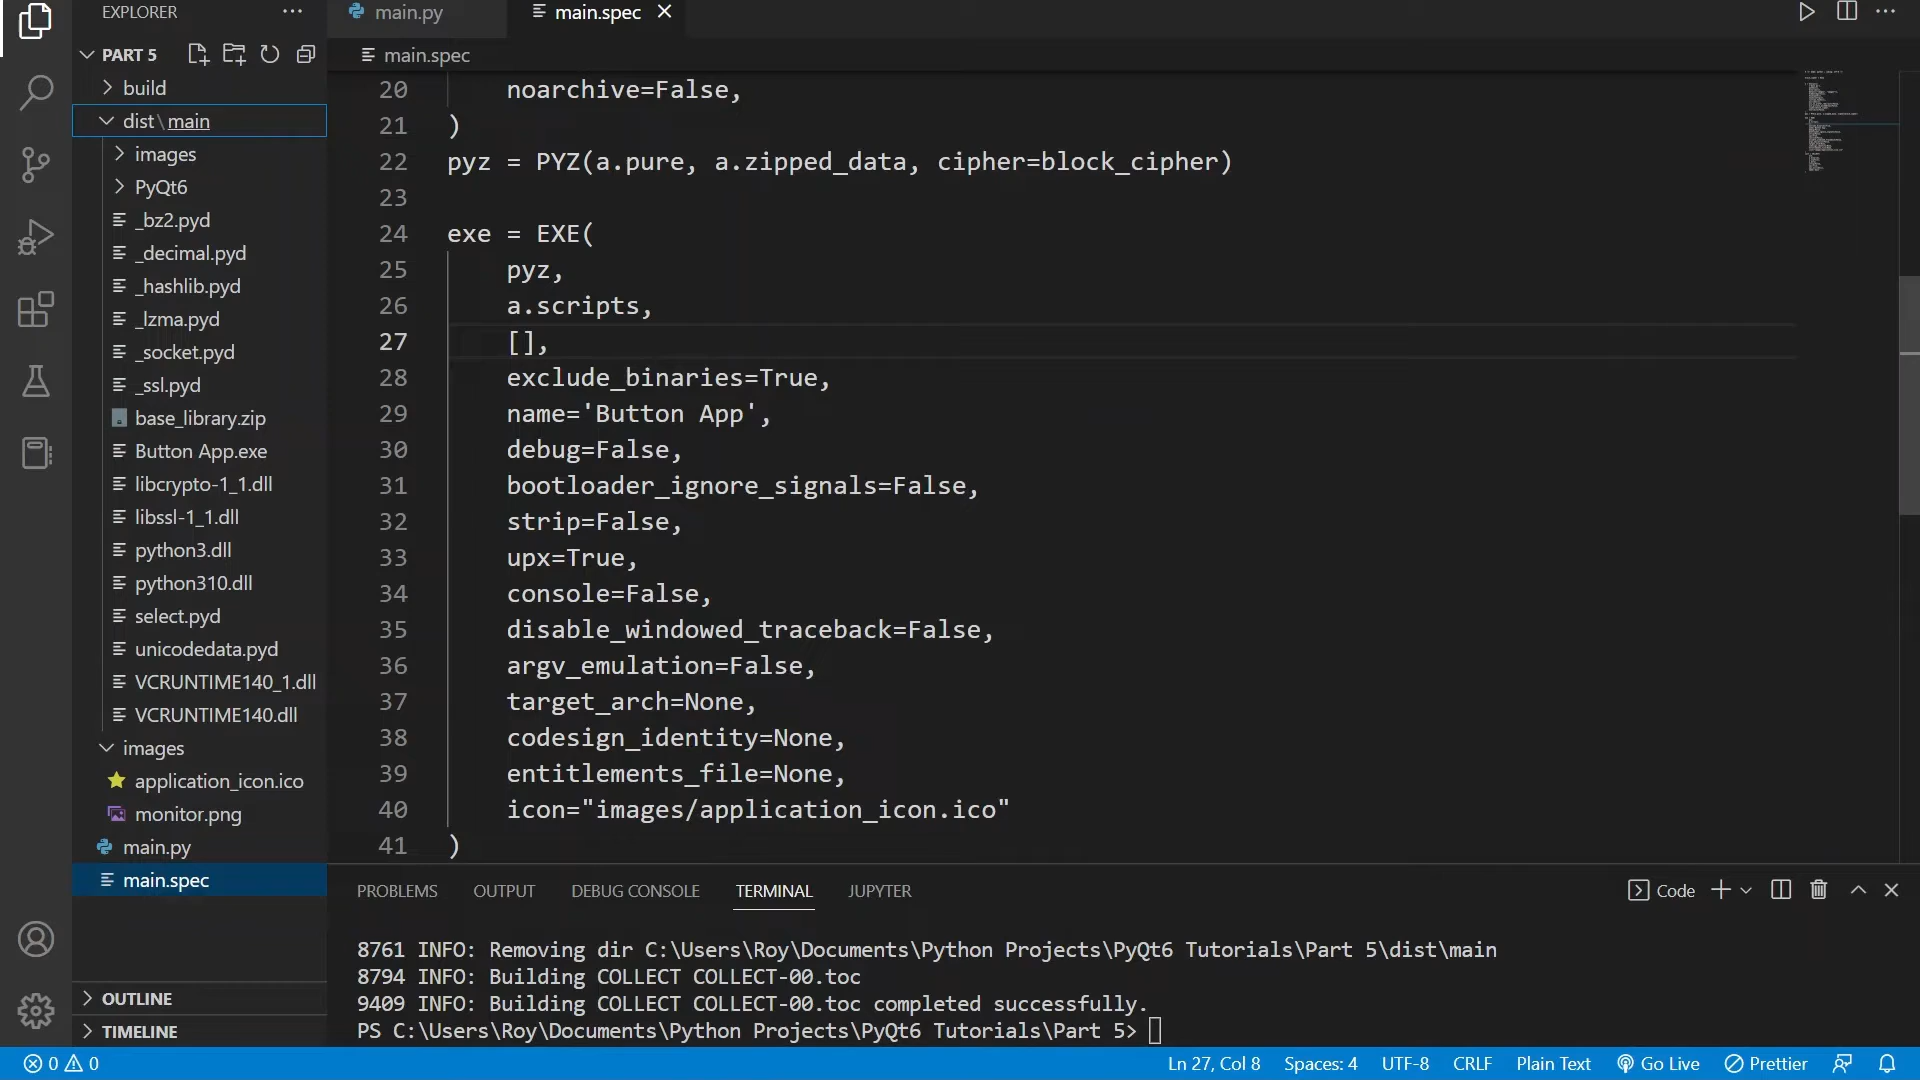 EXPLORER
PART 5
build
dist\main
images
PyQt6
_bz2.pyd
_decimal.pyd
_hashlib.pyd
_lzma.pyd
_socket.pyd
_ssl.pyd
base_library.zip
Button App.exe
libcrypto-1_1.dll
libssl-1_1.dll
python3.dll
python310.dll
select.pyd
unicodedata.pyd
VCRUNTIME140_1.dll
VCRUNTIME140.dll
images
application_icon.ico
monitor.png
main.py
main.spec
OUTLINE
TIMELINE
main.py main.spec
main.spec
20 noarchive=False,
21 )
22 pyz = PYZ(a.pure, a.zipped_data, cipher=block_cipher)
23
24 exe = EXE(
25 pyz,
26 a.scripts,
27 [],
28 exclude_binaries=True,
29 name='Button App',
30 debug=False,
31 bootloader_ignore_signals=False,
32 strip=False,
33 upx=True,
34 console=False,
35 disable_windowed_traceback=False,
36 argv_emulation=False,
37 target_arch=None,
38 codesign_identity=None,
39 entitlements_file=None,
40 icon="images/application_icon.ico"
41 )
PROBLEMS OUTPUT DEBUG CONSOLE TERMINAL JUPYTER Code
8761 INFO: Removing dir C:\Users\Roy\Documents\Python Projects\PyQt6 Tutorials\Part 5\dist\main
8794 INFO: Building COLLECT COLLECT-00.toc
9409 INFO: Building COLLECT COLLECT-00.toc completed successfully.
PS C:\Users\Roy\Documents\Python Projects\PyQt6 Tutorials\Part 5>
0 0 Ln 27, Col 8 Spaces: 4 UTF-8 CRLF Plain Text Go Live Prettier